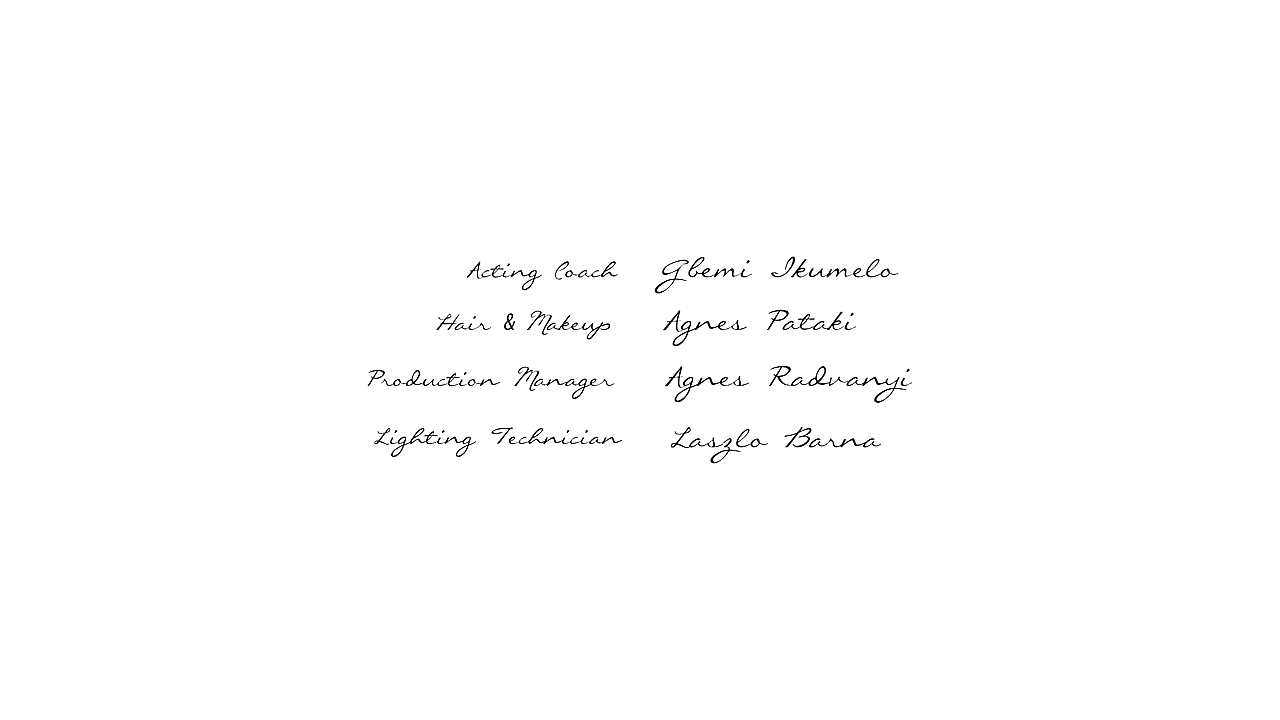 Acting Coach Gbemi Ikumelo
Hair & Makeup Agnes Pataki
Production Manager Agnes Radvanyi
Lighting Technician Laszlo Barna